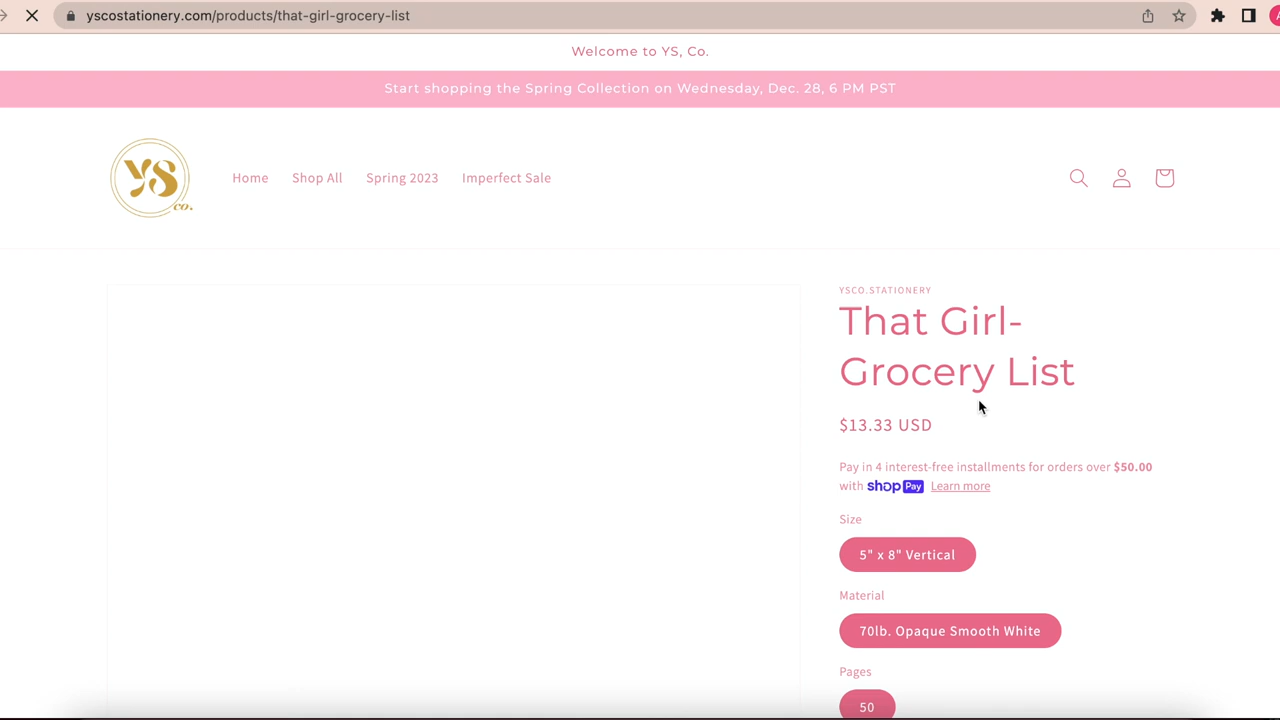 yscostationery.com/products/that-girl-grocery-list
Welcome to YS, Co.
Start shopping the Spring Collection on Wednesday, Dec. 28, 6 PM PST
YS co.
Home Shop All Spring 2023 Imperfect Sale
YSCO.STATIONERY
That Girl-
Grocery List
$13.33 USD
Pay in 4 interest-free installments for orders over $50.00
with shop Pay Learn more
Size
5" x 8" Vertical
Material
70lb. Opaque Smooth White
Pages
50